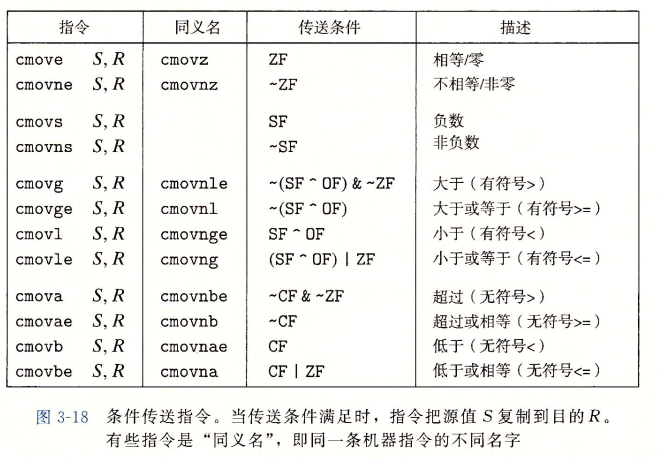 指令 同义名 传送条件 描述
cmove S, R cmovz ZF 相等/零
cmovne S, R cmovnz ~ZF 不相等/非零
cmovs S, R SF 负数
cmovns S, R ~SF 非负数
cmovg S, R cmovnle ~(SF ^ OF) & ~ZF 大于（有符号>）
cmovge S, R cmovnl ~(SF ^ OF) 大于或等于（有符号>=）
cmovl S, R cmovnge SF ^ OF 小于（有符号<）
cmovle S, R cmovng (SF ^ OF) | ZF 小于或等于（有符号<=）
cmova S, R cmovnbe ~CF & ~ZF 超过（无符号>）
cmovae S, R cmovnb ~CF 超过或相等（无符号>=）
cmovb S, R cmovnae CF 低于（无符号<）
cmovbe S, R cmovna CF | ZF 低于或相等（无符号<=）
图 3-18 条件传送指令。当传送条件满足时，指令把源值 S 复制到目的 R。
有些指令是“同义名”，即同一条机器指令的不同名字